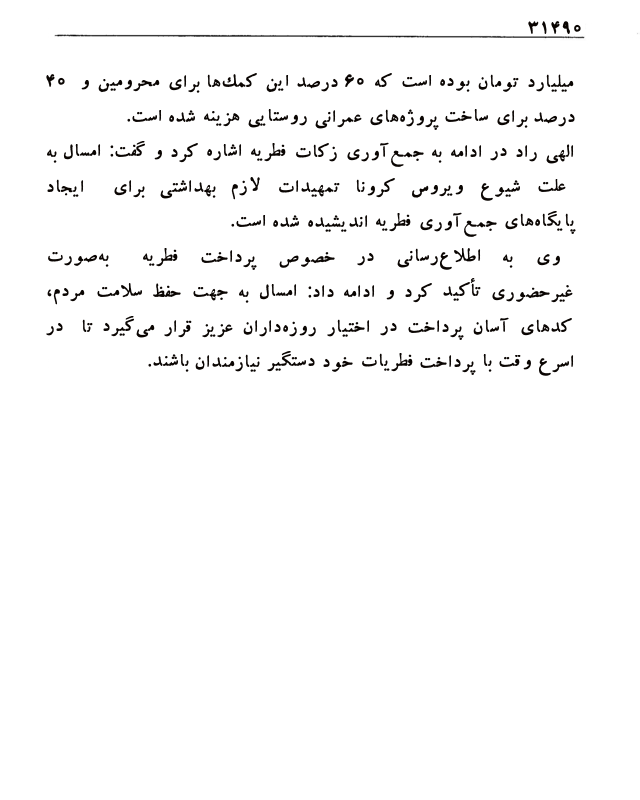 ۳۱۴۹۰
میلیارد تومان بوده است که ۶۰ درصد این کمك‌ها برای محرومین و ۴۰
درصد برای ساخت پروژه‌های عمرانی روستایی هزینه شده است.
الهی راد در ادامه به جمع‌آوری زکات فطریه اشاره کرد و گفت: امسال به
علت شیوع ویروس کرونا تمهیدات لازم بهداشتی برای ایجاد
پایگاه‌های جمع‌آوری فطریه اندیشیده شده است.
وی به اطلاع‌رسانی در خصوص پرداخت فطریه به‌صورت
غیرحضوری تأکید کرد و ادامه داد: امسال به جهت حفظ سلامت مردم،
کدهای آسان پرداخت در اختیار روزه‌داران عزیز قرار می‌گیرد تا در
اسرع وقت با پرداخت فطریات خود دستگیر نیازمندان باشند.